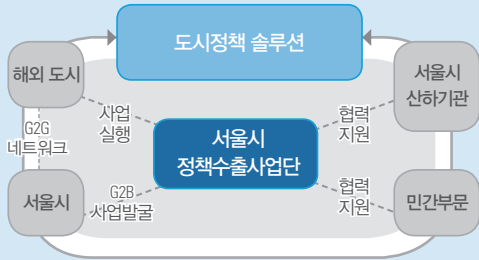 도시정책 솔루션
해외 도시
서울시
산하기관
사업
실행
협력
지원
G2G
네트워크
서울시
정책수출사업단
서울시
G2B
사업발굴
협력
지원
민간부문